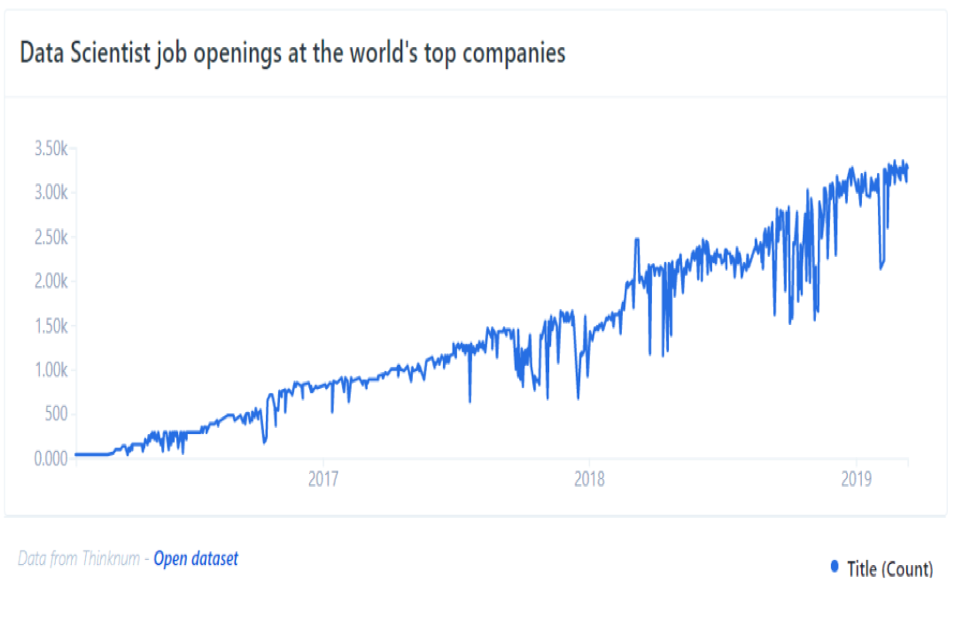 Data Scientist job openings at the world's top companies
3.50k
3.00k
2.50k
2.00k
1.50k
1.00k
500
0.000
2017 2018 2019
Data from Thinknum - Open dataset
Title (Count)